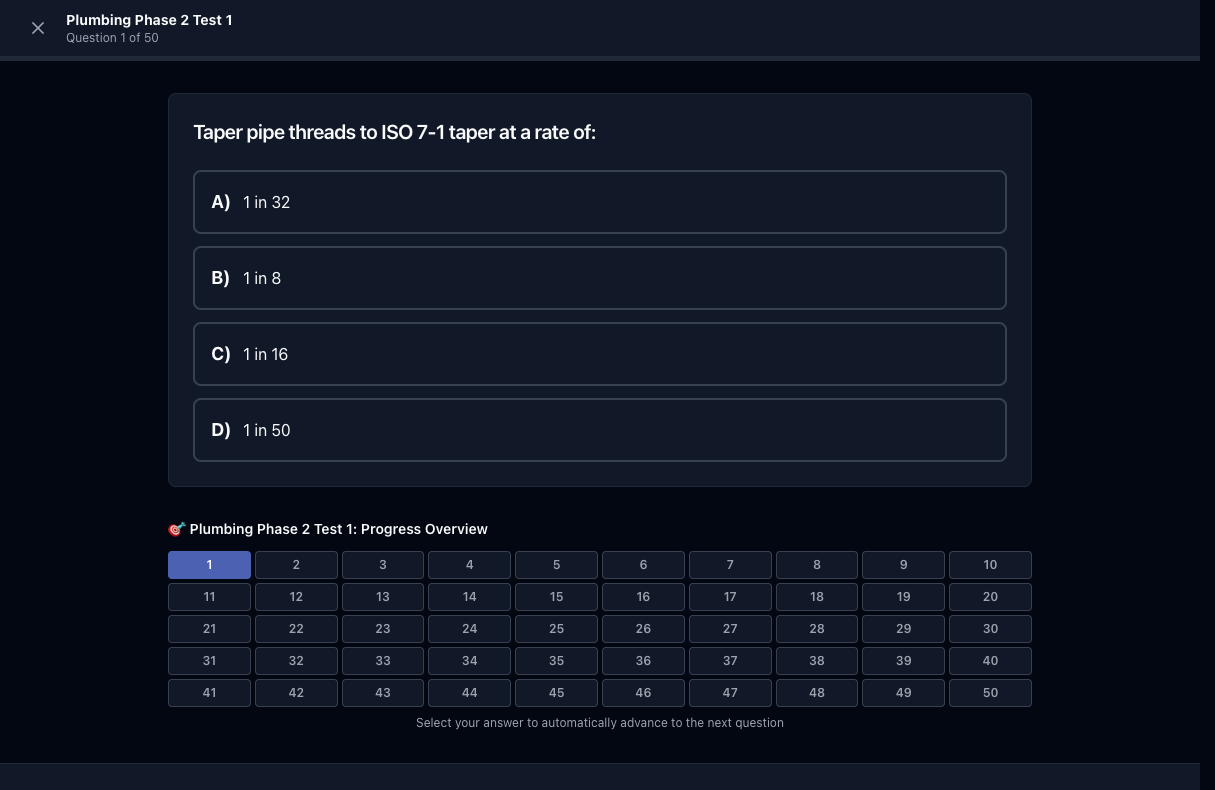 Plumbing Phase 2 Test 1
Question 1 of 50
Taper pipe threads to ISO 7-1 taper at a rate of:
A) 1 in 32
B) 1 in 8
C) 1 in 16
D) 1 in 50
🎯 Plumbing Phase 2 Test 1: Progress Overview
1 2 3 4 5 6 7 8 9 10
11 12 13 14 15 16 17 18 19 20
21 22 23 24 25 26 27 28 29 30
31 32 33 34 35 36 37 38 39 40
41 42 43 44 45 46 47 48 49 50
Select your answer to automatically advance to the next question